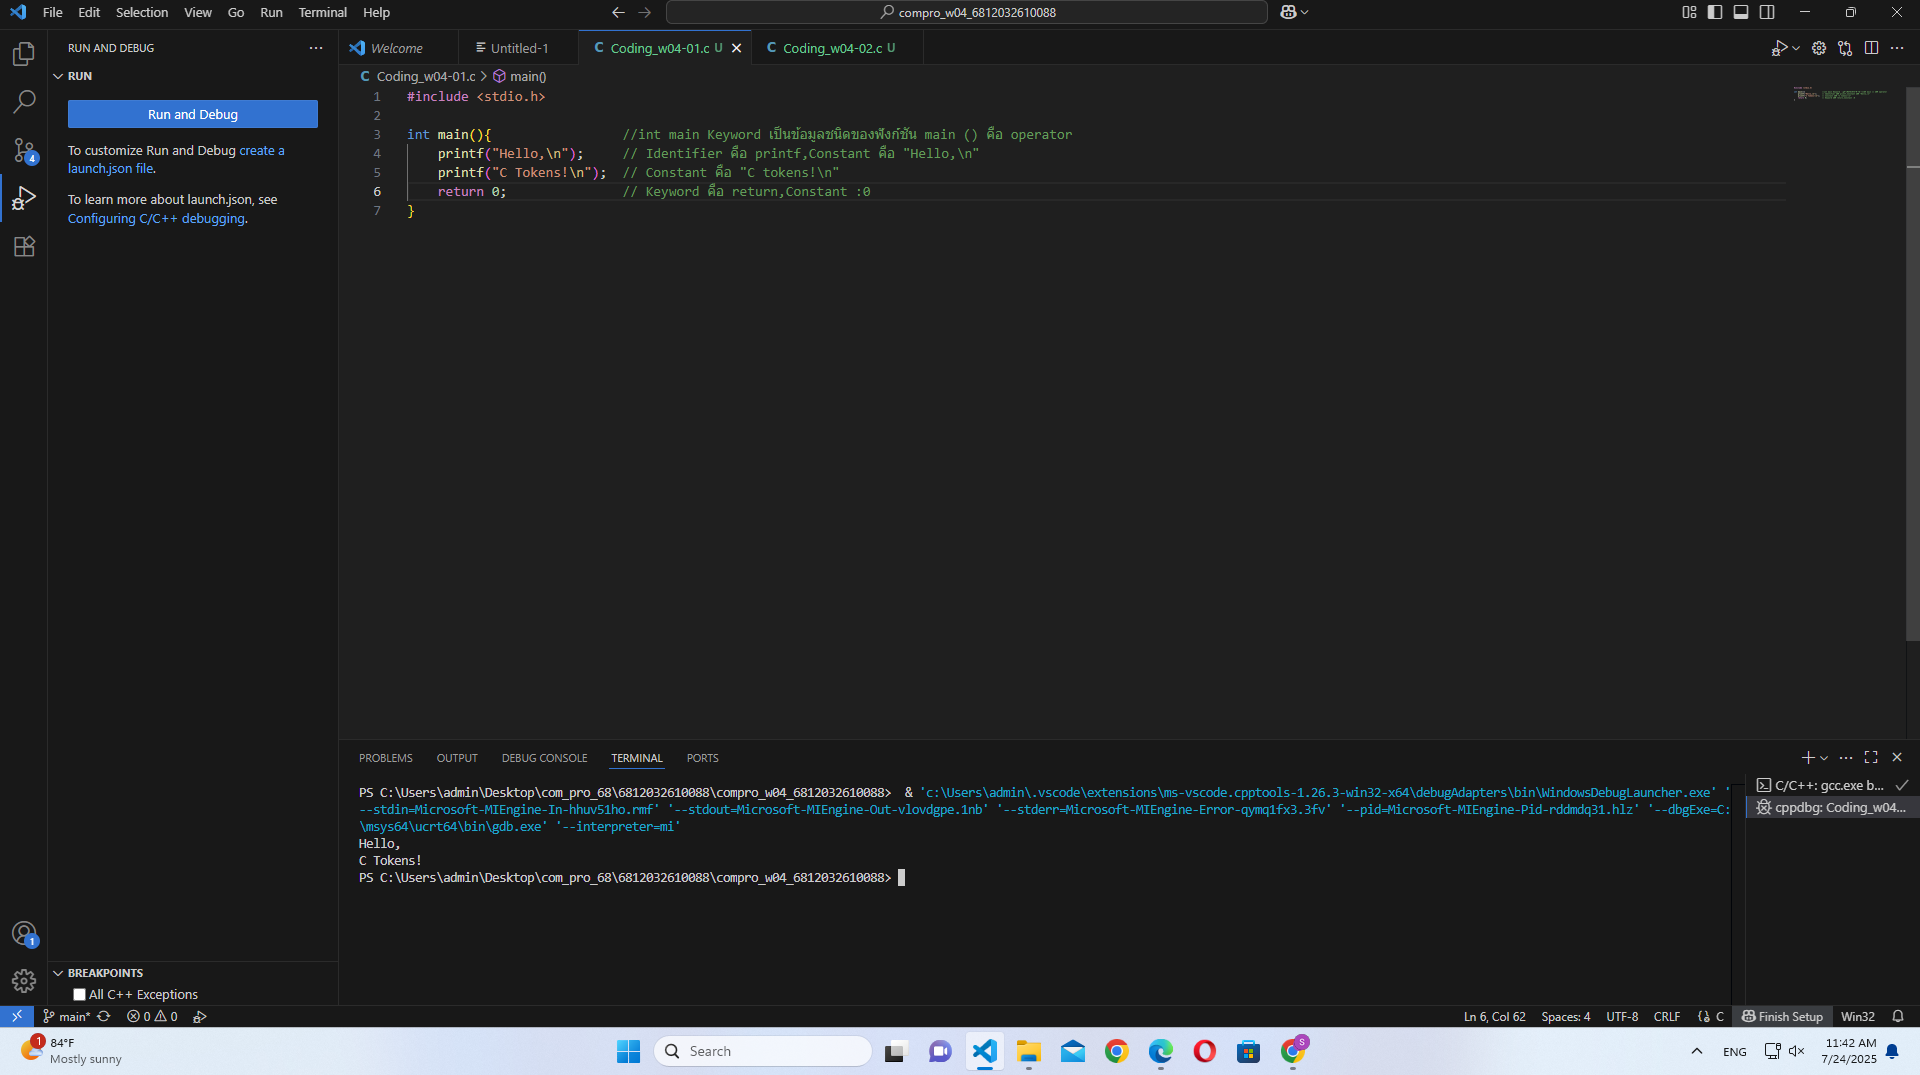 File Edit Selection View Go Run Terminal Help
compro_w04_6812032610088
RUN AND DEBUG
RUN
Run and Debug
To customize Run and Debug create a
launch.json file.
To learn more about launch.json, see
Configuring C/C++ debugging.
Welcome
Untitled-1
C Coding_w04-01.c U
C Coding_w04-02.c U
C Coding_w04-01.c > main()
1 #include <stdio.h>
2
3 int main(){ //int main Keyword เป็นข้อมูลชนิดของฟังก์ชัน main () คือ operator
4 printf("Hello,\n"); // Identifier คือ printf,Constant คือ "Hello,\n"
5 printf("C Tokens!\n"); // Constant คือ "C tokens!\n"
6 return 0; // Keyword คือ return,Constant :0
7 }
PROBLEMS OUTPUT DEBUG CONSOLE TERMINAL PORTS
PS C:\Users\admin\Desktop\com_pro_68\6812032610088\compro_w04_6812032610088> & 'c:\Users\admin\.vscode\extensions\ms-vscode.cpptools-1.26.3-win32-x64\debugAdapters\bin\WindowsDebugLauncher.exe' '
--stdin=Microsoft-MIEngine-In-hhuv51ho.rmf' '--stdout=Microsoft-MIEngine-Out-vlovdgpe.1nb' '--stderr=Microsoft-MIEngine-Error-qymq1fx3.3fv' '--pid=Microsoft-MIEngine-Pid-rddmdq31.hlz' '--dbgExe=C:
\msys64\ucrt64\bin\gdb.exe' '--interpreter=mi'
Hello,
C Tokens!
PS C:\Users\admin\Desktop\com_pro_68\6812032610088\compro_w04_6812032610088>
C/C++: gcc.exe b...
cppdbg: Coding_w04...
4
1
BREAKPOINTS
All C++ Exceptions
main* 0 0
Ln 6, Col 62 Spaces: 4 UTF-8 CRLF C Finish Setup Win32
1
84°F
Mostly sunny
Search
S
ENG
11:42 AM
7/24/2025